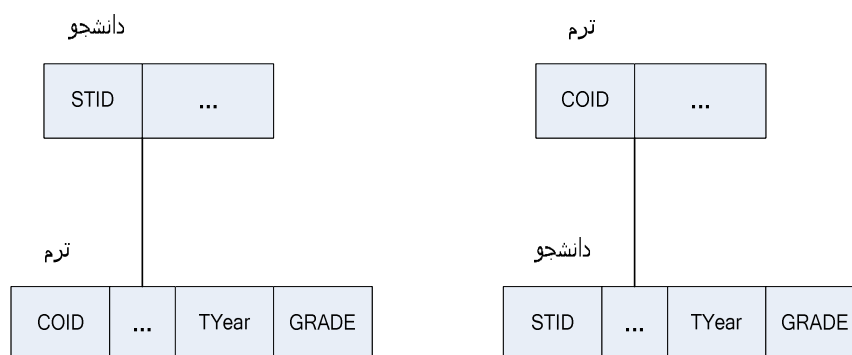 دانشجو
STID ...
ترم
COID ... TYear GRADE
ترم
COID ...
دانشجو
STID ... TYear GRADE